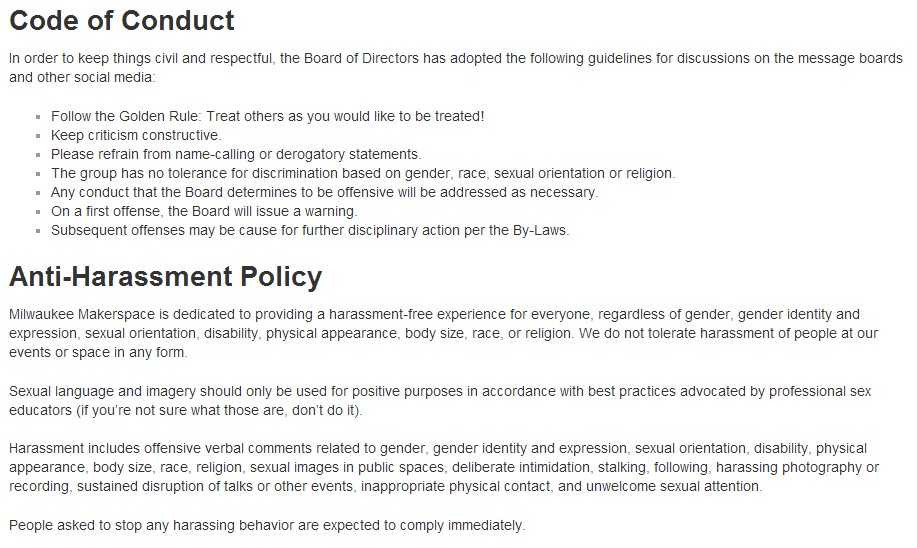 Code of Conduct
In order to keep things civil and respectful, the Board of Directors has adopted the following guidelines for discussions on the message boards
and other social media:
Follow the Golden Rule: Treat others as you would like to be treated!
Keep criticism constructive.
Please refrain from name-calling or derogatory statements.
The group has no tolerance for discrimination based on gender, race, sexual orientation or religion.
Any conduct that the Board determines to be offensive will be addressed as necessary.
On a first offense, the Board will issue a warning.
Subsequent offenses may be cause for further disciplinary action per the By-Laws.
Anti-Harassment Policy
Milwaukee Makerspace is dedicated to providing a harassment-free experience for everyone, regardless of gender, gender identity and
expression, sexual orientation, disability, physical appearance, body size, race, or religion. We do not tolerate harassment of people at our
events or space in any form.
Sexual language and imagery should only be used for positive purposes in accordance with best practices advocated by professional sex
educators (if you're not sure what those are, don't do it).
Harassment includes offensive verbal comments related to gender, gender identity and expression, sexual orientation, disability, physical
appearance, body size, race, religion, sexual images in public spaces, deliberate intimidation, stalking, following, harassing photography or
recording, sustained disruption of talks or other events, inappropriate physical contact, and unwelcome sexual attention.
People asked to stop any harassing behavior are expected to comply immediately.